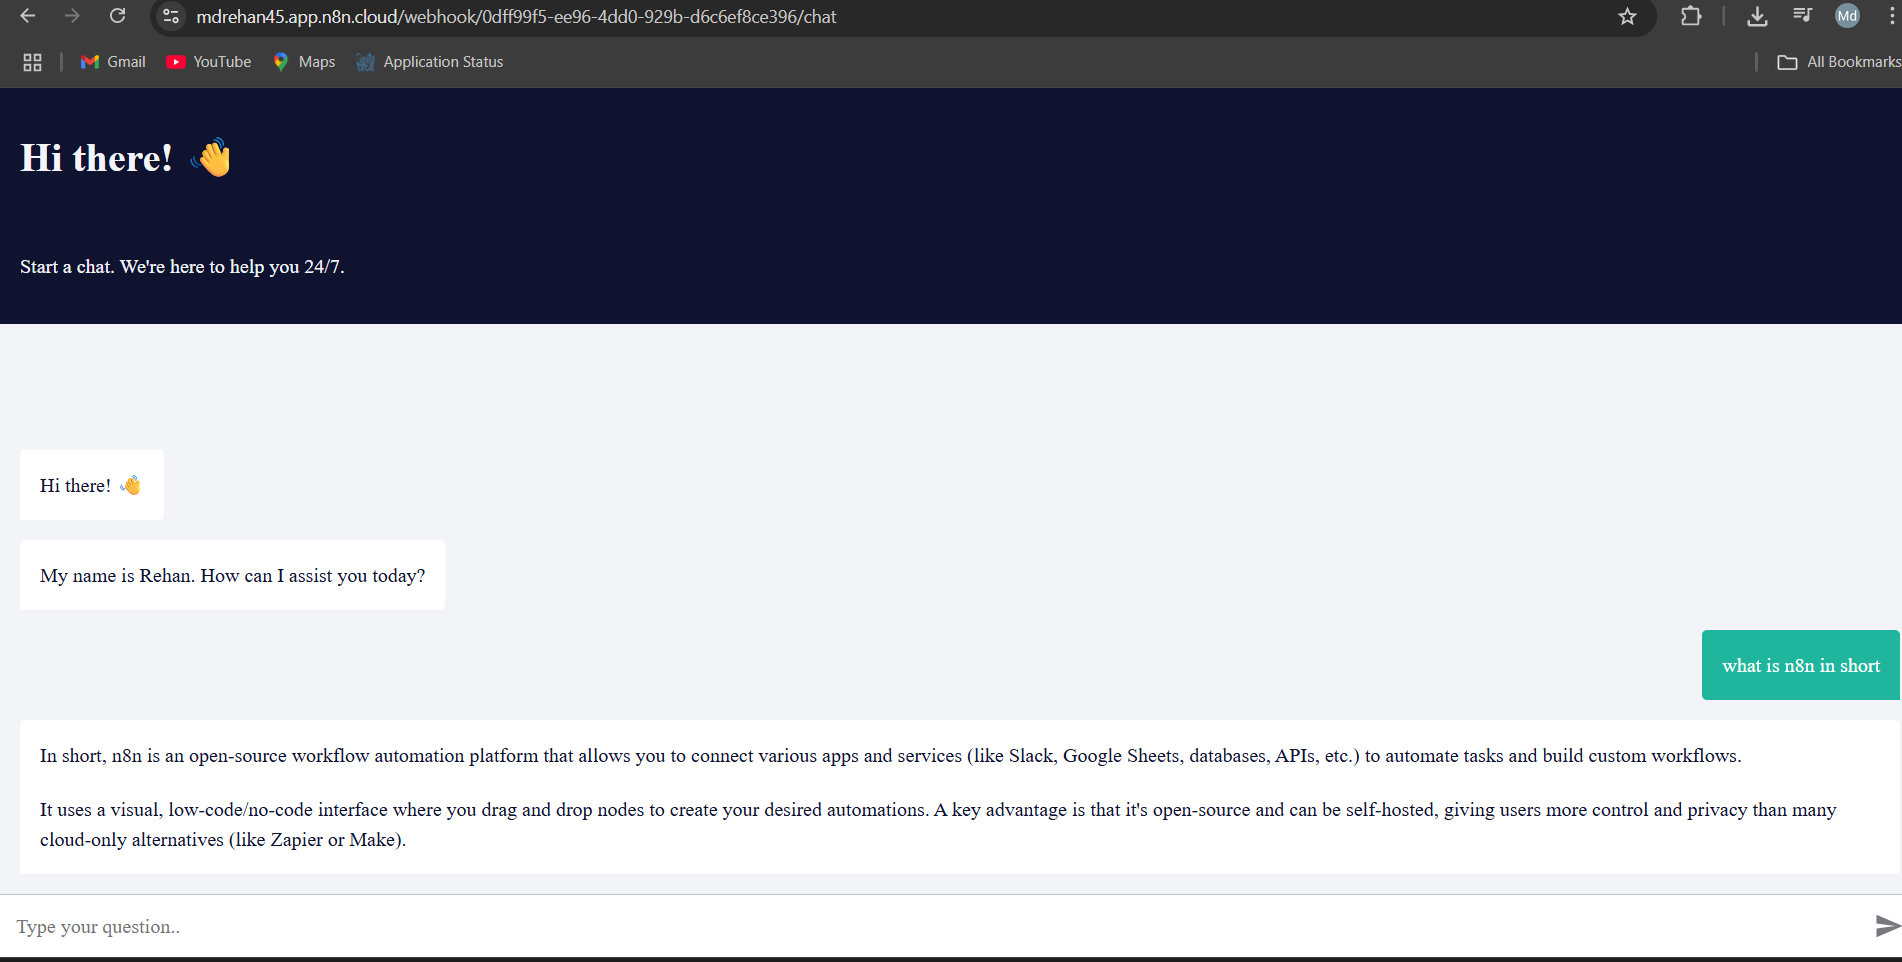 mdrehan45.app.n8n.cloud/webhook/0dff99f5-ee96-4dd0-929b-d6c6ef8ce396/chat
Md
Gmail
YouTube
Maps
Application Status
All Bookmarks
Hi there! 👋
Start a chat. We're here to help you 24/7.
Hi there! 👋
My name is Rehan. How can I assist you today?
what is n8n in short
In short, n8n is an open-source workflow automation platform that allows you to connect various apps and services (like Slack, Google Sheets, databases, APIs, etc.) to automate tasks and build custom workflows.
It uses a visual, low-code/no-code interface where you drag and drop nodes to create your desired automations. A key advantage is that it's open-source and can be self-hosted, giving users more control and privacy than many
cloud-only alternatives (like Zapier or Make).
Type your question..